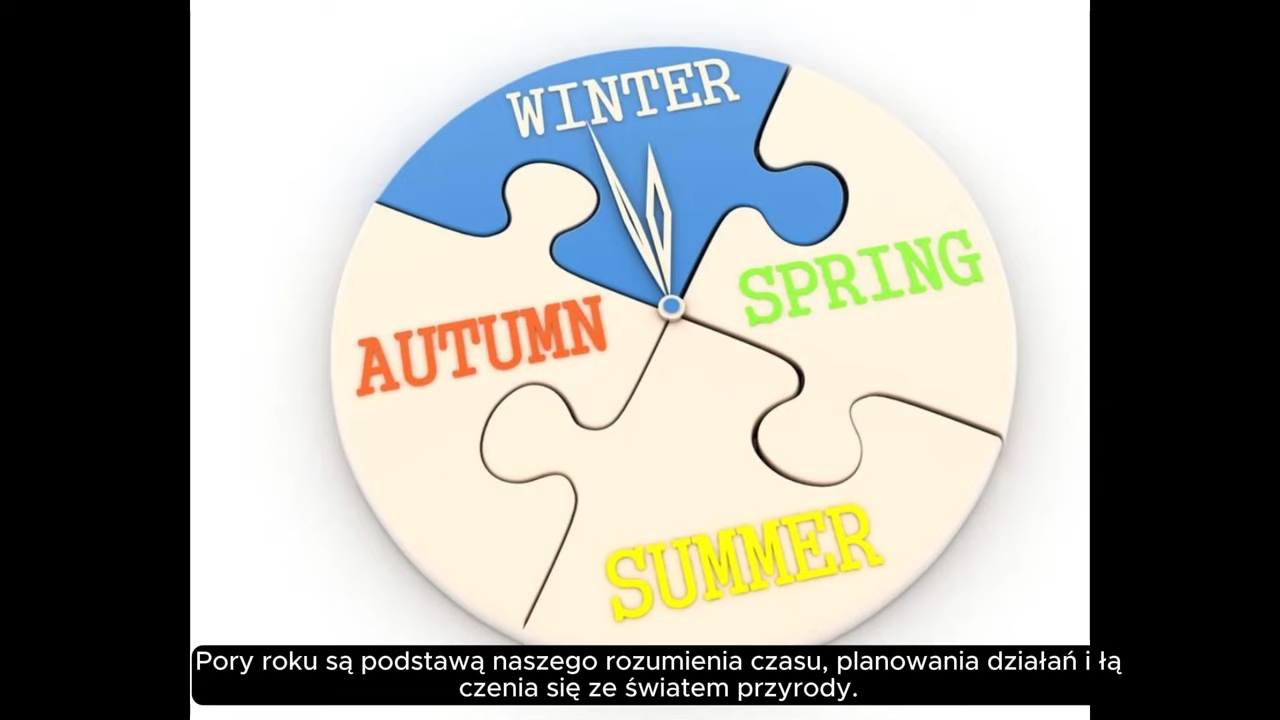 WINTER
SPRING
AUTUMN
SUMMER
Pory roku są podstawą naszego rozumienia czasu, planowania działań i łą
czenia się ze światem przyrody.